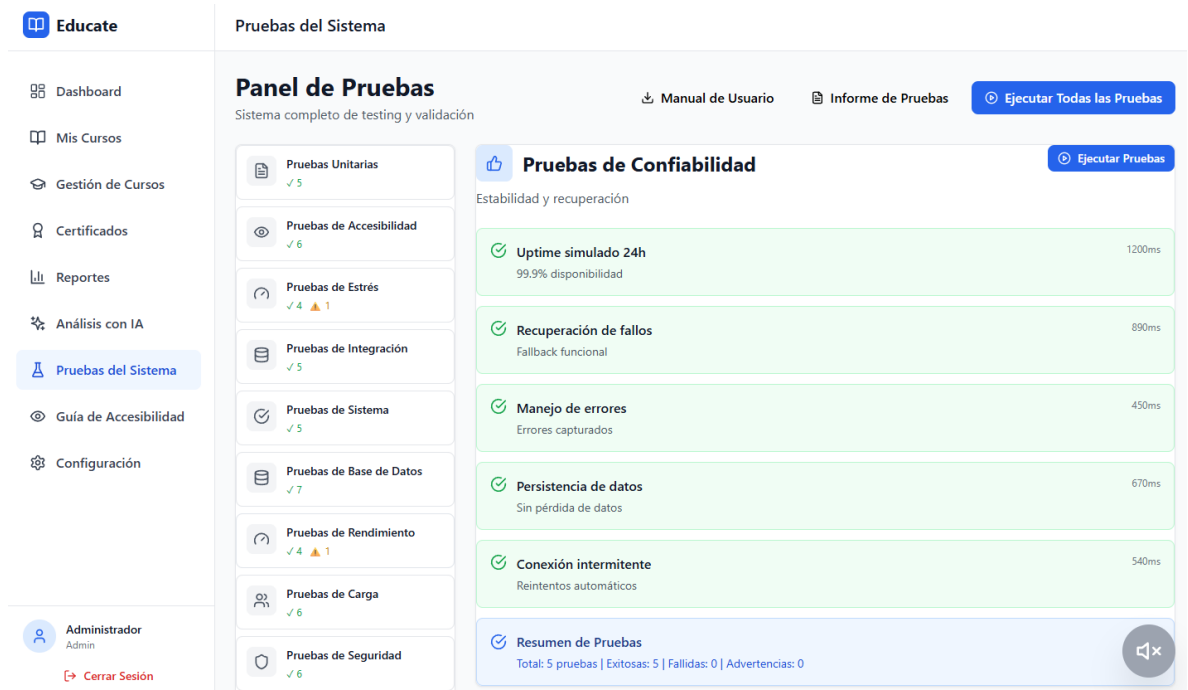 Educate
Pruebas del Sistema
Dashboard
Mis Cursos
Gestión de Cursos
Certificados
Reportes
Análisis con IA
Pruebas del Sistema
Guía de Accesibilidad
Configuración
Administrador
Admin
Cerrar Sesión
Panel de Pruebas
Sistema completo de testing y validación
Manual de Usuario
Informe de Pruebas
Ejecutar Todas las Pruebas
Pruebas Unitarias
✓ 5
Pruebas de Accesibilidad
✓ 6
Pruebas de Estrés
✓ 4 ⚠ 1
Pruebas de Integración
✓ 5
Pruebas de Sistema
✓ 5
Pruebas de Base de Datos
✓ 7
Pruebas de Rendimiento
✓ 4 ⚠ 1
Pruebas de Carga
✓ 6
Pruebas de Seguridad
✓ 6
Pruebas de Confiabilidad
Ejecutar Pruebas
Estabilidad y recuperación
Uptime simulado 24h
1200ms
99.9% disponibilidad
Recuperación de fallos
890ms
Fallback funcional
Manejo de errores
450ms
Errores capturados
Persistencia de datos
670ms
Sin pérdida de datos
Conexión intermitente
540ms
Reintentos automáticos
Resumen de Pruebas
Total: 5 pruebas | Exitosas: 5 | Fallidas: 0 | Advertencias: 0